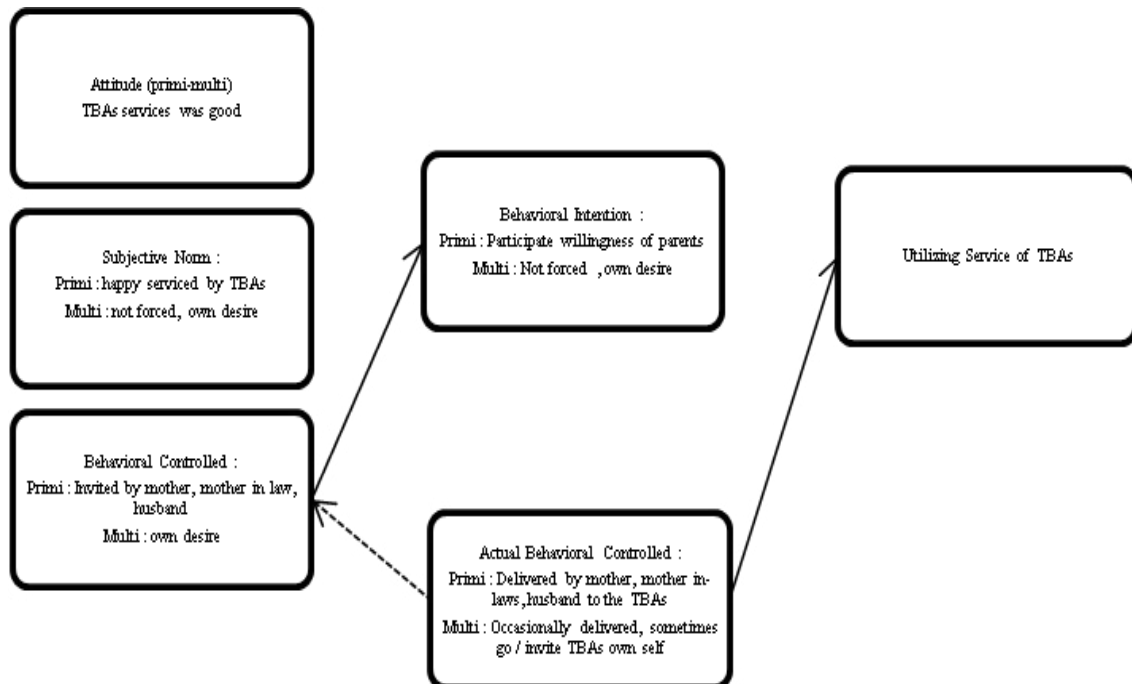 Attitude (primi-multi)
TBAs services was good
Subjective Norm :
Primi : happy serviced by TBAs
Multi : not forced, own desire
Behavioral Controlled :
Primi : Invited by mother, mother in law,
husband
Multi : own desire
Behavioral Intention :
Primi : Participate willingness of parents
Multi : Not forced ,own desire
Actual Behavioral Controlled :
Primi : Delivered by mother, mother in-
laws,husband to the TBAs
Multi : Occasionally delivered, sometimes
go / invite TBAs own self
Utilizing Service of TBAs